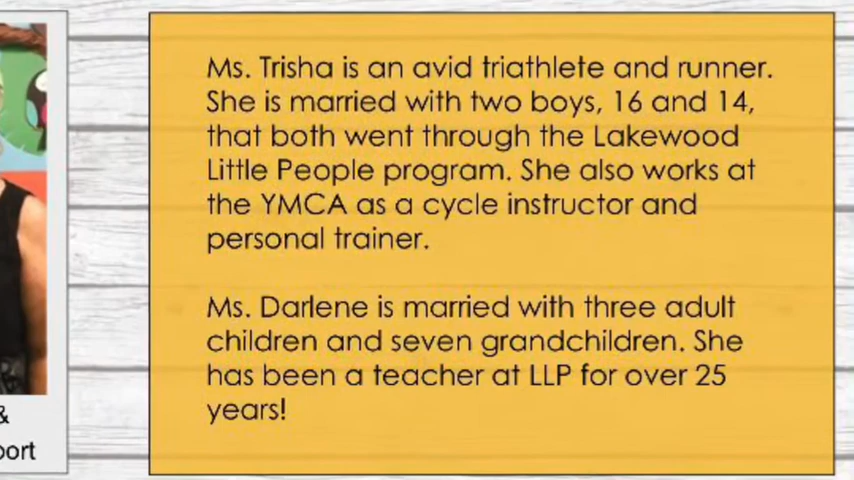 Ms. Trisha is an avid triathlete and runner.
She is married with two boys, 16 and 14,
that both went through the Lakewood
Little People program. She also works at
the YMCA as a cycle instructor and
personal trainer.
Ms. Darlene is married with three adult
children and seven grandchildren. She
has been a teacher at LLP for over 25
years!
&